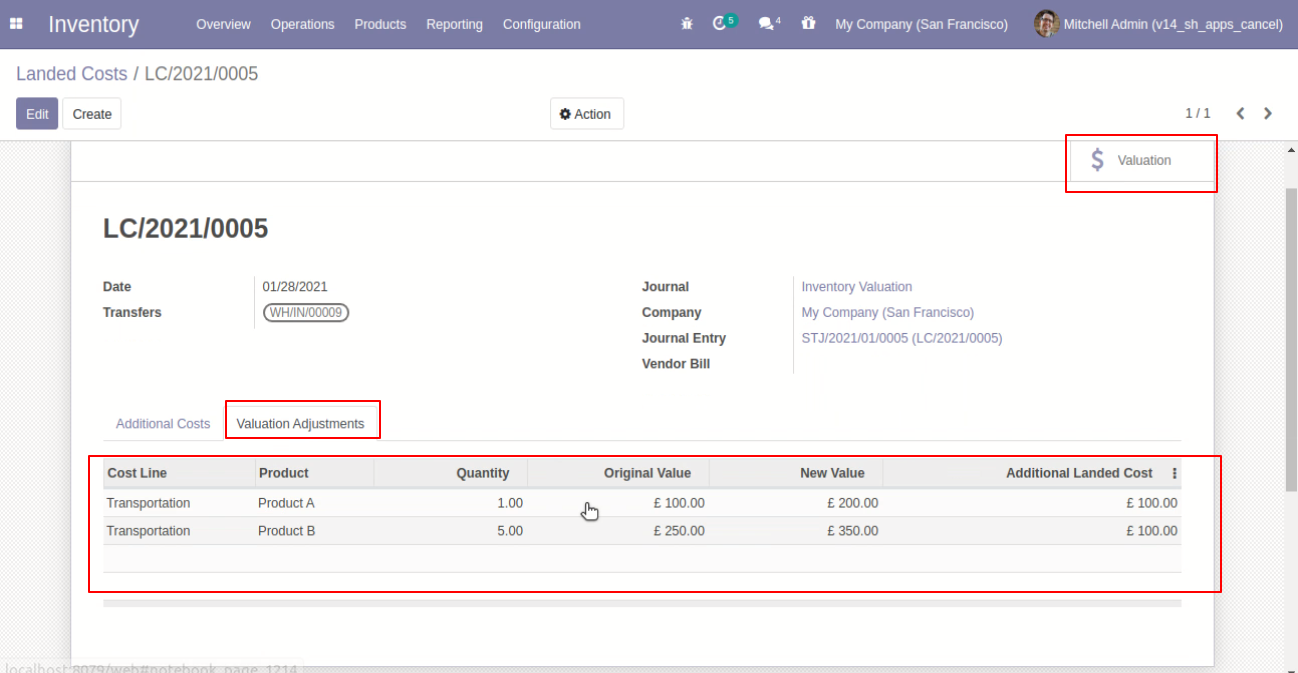 Inventory Overview Operations Products Reporting Configuration 5 4 My Company (San Francisco) Mitchell Admin (v14_sh_apps_cancel)
Landed Costs / LC/2021/0005
Edit Create Action 1 / 1
$ Valuation
LC/2021/0005
Date 01/28/2021 Journal Inventory Valuation
Transfers WH/IN/00009 Company My Company (San Francisco)
Journal Entry STJ/2021/01/0005 (LC/2021/0005)
Vendor Bill
Additional Costs Valuation Adjustments
Cost Line Product Quantity Original Value New Value Additional Landed Cost
Transportation Product A 1.00 £ 100.00 £ 200.00 £ 100.00
Transportation Product B 5.00 £ 250.00 £ 350.00 £ 100.00
localhost:8079/web#notebook_page_1214